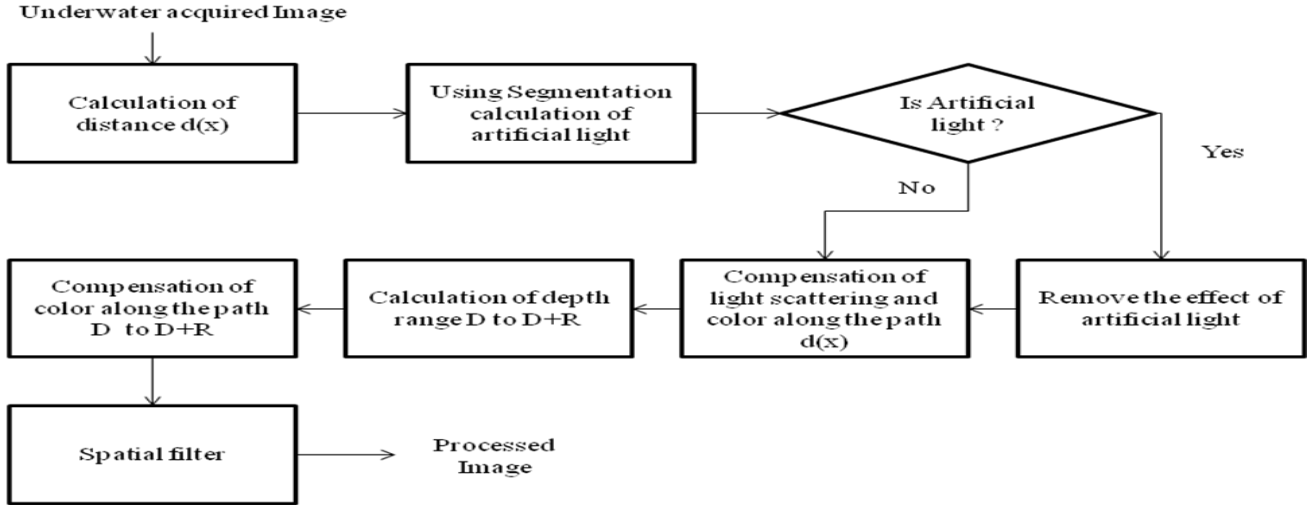 Underwater acquired Image
Calculation of
distance d(x)
Using Segmentation
calculation of
artificial light
Is Artificial
light ?
Yes
No
Remove the effect of
artificial light
Compensation of
light scattering and
color along the path
d(x)
Calculation of depth
range D to D+R
Compensation of
color along the path
D to D+R
Spatial filter
Processed
Image